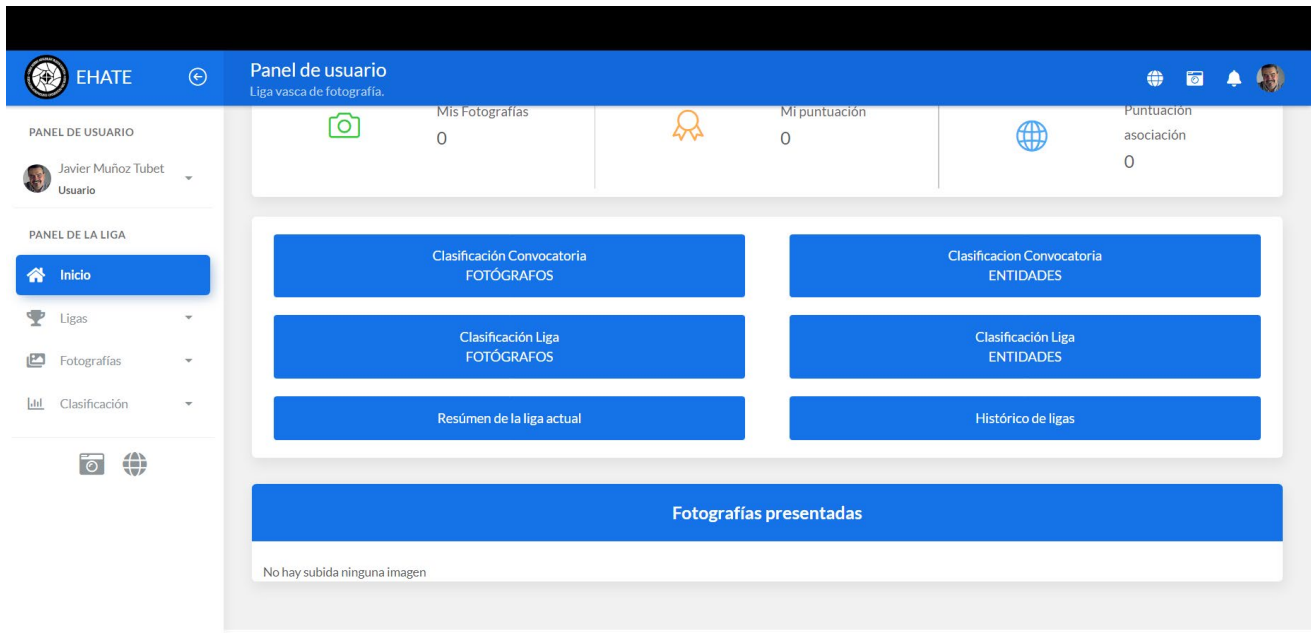 EHATE
Panel de usuario
Liga vasca de fotografía.
PANEL DE USUARIO
Javier Muñoz Tubet
Usuario
PANEL DE LA LIGA
Inicio
Ligas
Fotografías
Clasificación
Mis Fotografías
0
Mi puntuación
0
Puntuación
asociación
0
Clasificación Convocatoria
FOTÓGRAFOS
Clasificacion Convocatoria
ENTIDADES
Clasificación Liga
FOTÓGRAFOS
Clasificación Liga
ENTIDADES
Resúmen de la liga actual
Histórico de ligas
Fotografías presentadas
No hay subida ninguna imagen